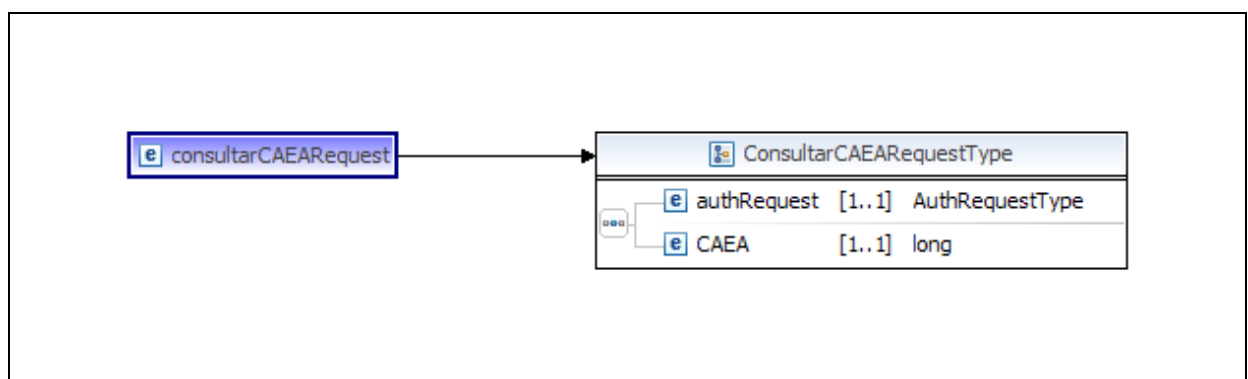 e consultarCAEARequest
ConsultarCAEARequestType
e authRequest [1..1] AuthRequestType
e CAEA [1..1] long